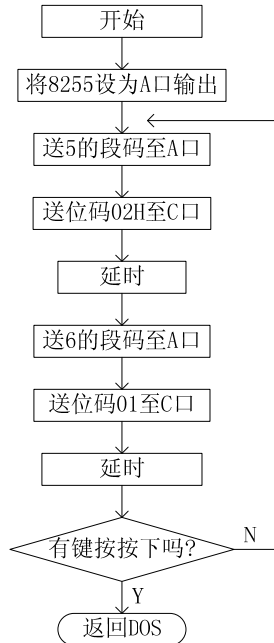 开始
将8255设为A口输出
送5的段码至A口
送位码02H至C口
延时
送6的段码至A口
送位码01至C口
延时
有键按按下吗?
N
Y
返回DOS